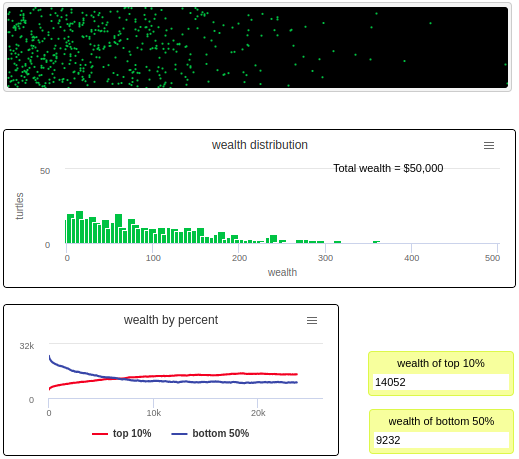 wealth distribution
Total wealth = $50,000
50
turtles
0
0
100
200
300
400
500
wealth
wealth by percent
32k
0
0
10k
20k
top 10%
bottom 50%
wealth of top 10%
14052
wealth of bottom 50%
9232